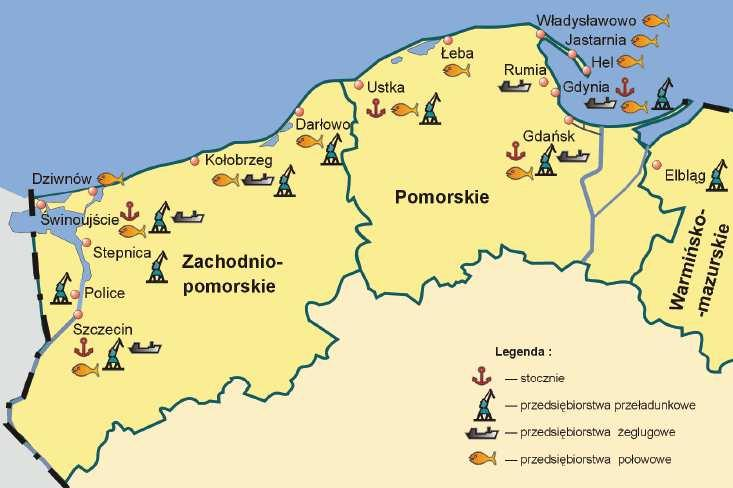 Władysławowo
Jastarnia
Hel
Łeba
Rumia
Gdynia
Ustka
Darłowo
Gdańsk
Kołobrzeg
Elbląg
Dziwnów
Pomorskie
Świnoujście
Stepnica
Zachodnio-
pomorskie
Warmińsko-
-mazurskie
Police
Szczecin
Legenda :
— stocznie
— przedsiębiorstwa przeładunkowe
— przedsiębiorstwa żeglugowe
— przedsiębiorstwa połowowe